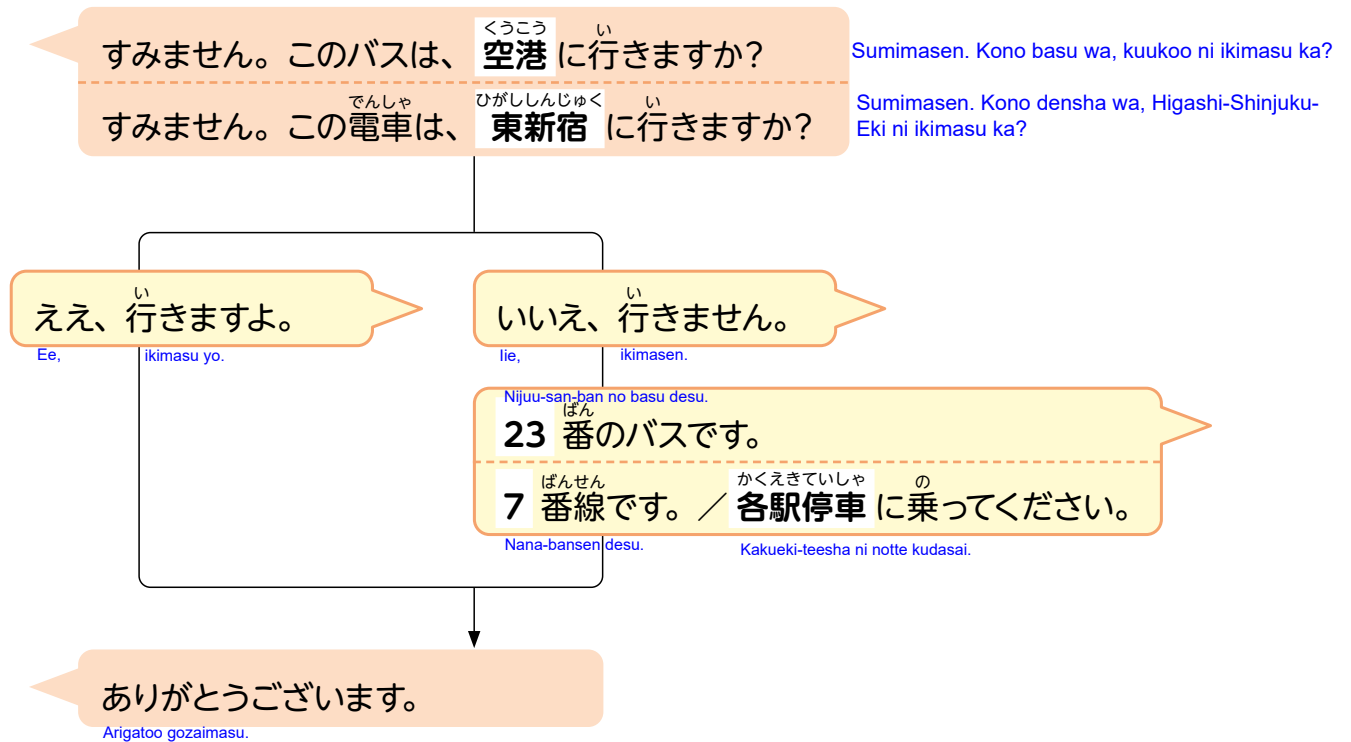 くうこう い
すみません。このバスは、 空港 に行きますか?
Sumimasen. Kono basu wa, kuukoo ni ikimasu ka?
でんしゃ ひがししんじゅく い
すみません。この電車は、 東新宿 に行きますか?
Sumimasen. Kono densha wa, Higashi-Shinjuku-
Eki ni ikimasu ka?
い
ええ、行きますよ。
Ee, ikimasu yo.
い
いいえ、行きません。
Iie, ikimasen.
Nijuu-san-ban no basu desu.
ばん
23 番のバスです。
ばんせん かくえきていしゃ の
7 番線です。/ 各駅停車 に乗ってください。
Nana-bansen desu. Kakueki-teesha ni notte kudasai.
ありがとうございます。
Arigatoo gozaimasu.